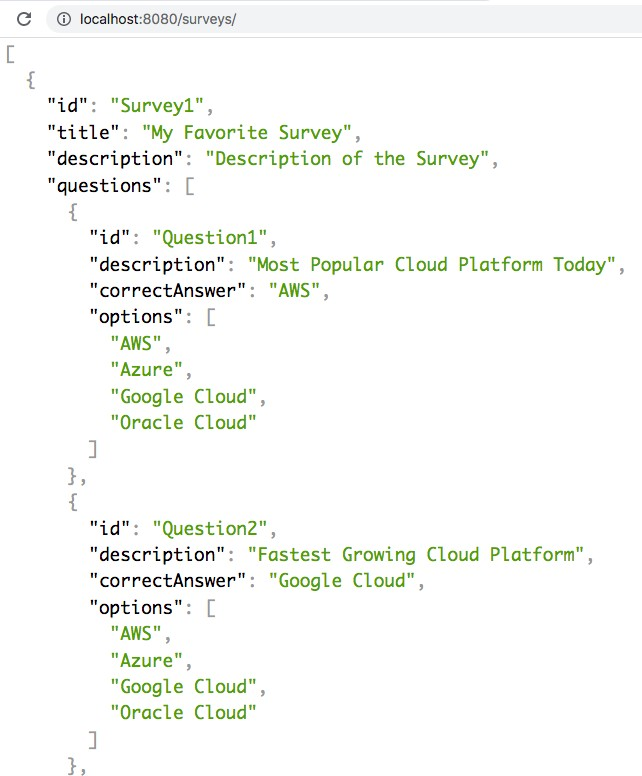 localhost:8080/surveys/
[
  {
    "id": "Survey1",
    "title": "My Favorite Survey",
    "description": "Description of the Survey",
    "questions": [
      {
        "id": "Question1",
        "description": "Most Popular Cloud Platform Today",
        "correctAnswer": "AWS",
        "options": [
          "AWS",
          "Azure",
          "Google Cloud",
          "Oracle Cloud"
        ]
      },
      {
        "id": "Question2",
        "description": "Fastest Growing Cloud Platform",
        "correctAnswer": "Google Cloud",
        "options": [
          "AWS",
          "Azure",
          "Google Cloud",
          "Oracle Cloud"
        ]
      },